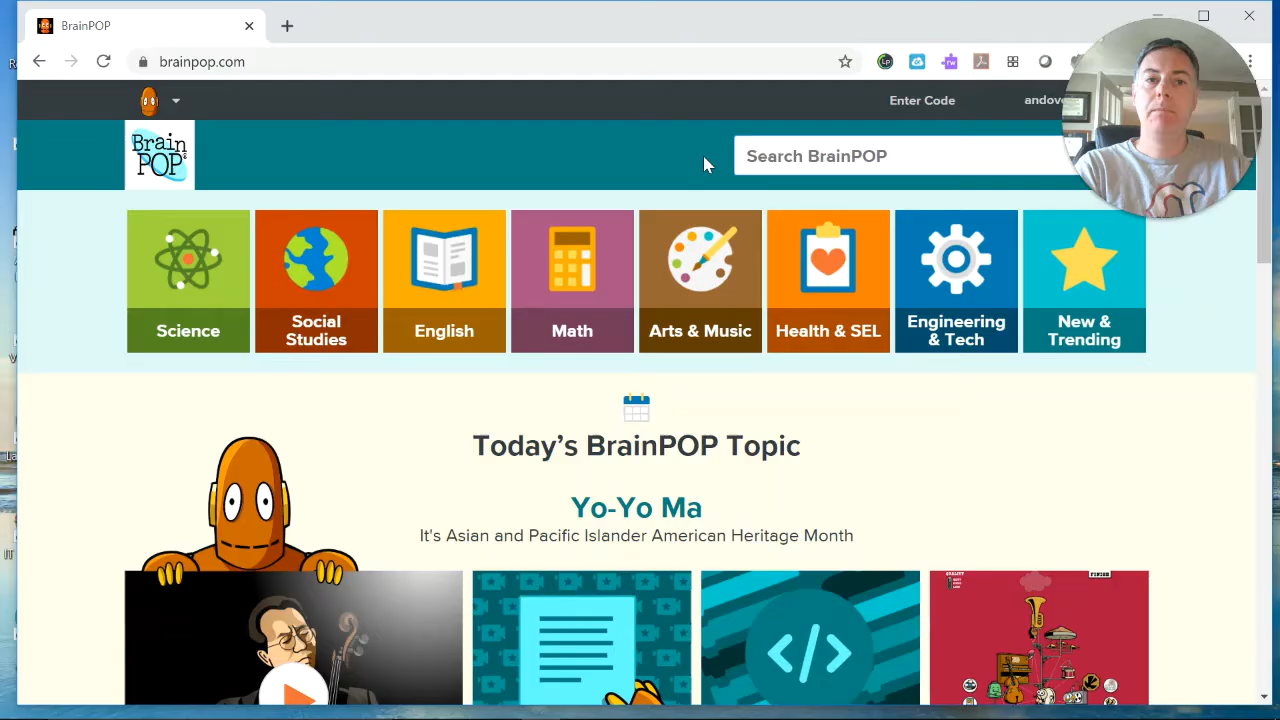 BrainPOP
brainpop.com
Enter Code
Brain
POP
Search BrainPOP
Science
Social
Studies
English
Math
Arts & Music
Health & SEL
Engineering
& Tech
New &
Trending
Today's BrainPOP Topic
Yo-Yo Ma
It's Asian and Pacific Islander American Heritage Month
FINISH